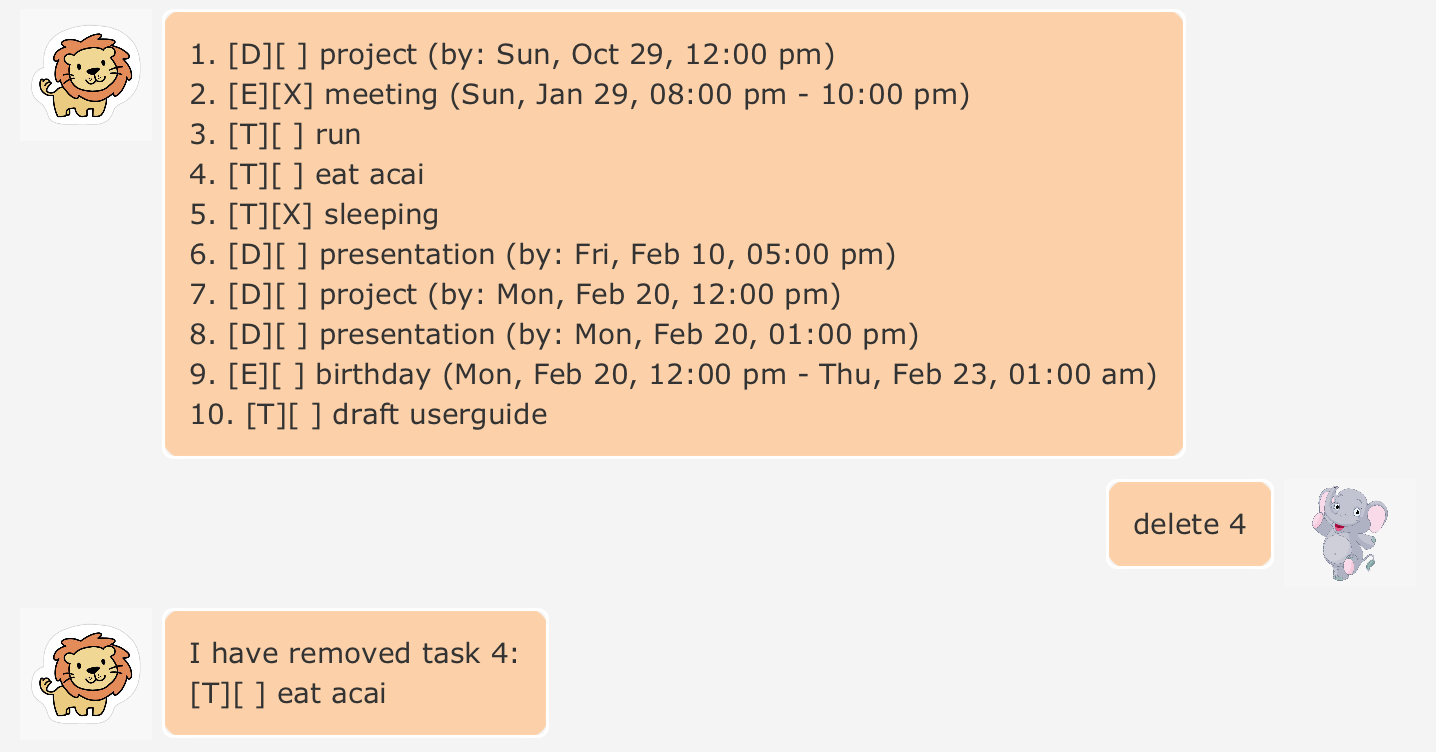 1. [D][ ] project (by: Sun, Oct 29, 12:00 pm)
2. [E][X] meeting (Sun, Jan 29, 08:00 pm - 10:00 pm)
3. [T][ ] run
4. [T][ ] eat acai
5. [T][X] sleeping
6. [D][ ] presentation (by: Fri, Feb 10, 05:00 pm)
7. [D][ ] project (by: Mon, Feb 20, 12:00 pm)
8. [D][ ] presentation (by: Mon, Feb 20, 01:00 pm)
9. [E][ ] birthday (Mon, Feb 20, 12:00 pm - Thu, Feb 23, 01:00 am)
10. [T][ ] draft userguide
delete 4
I have removed task 4:
[T][ ] eat acai